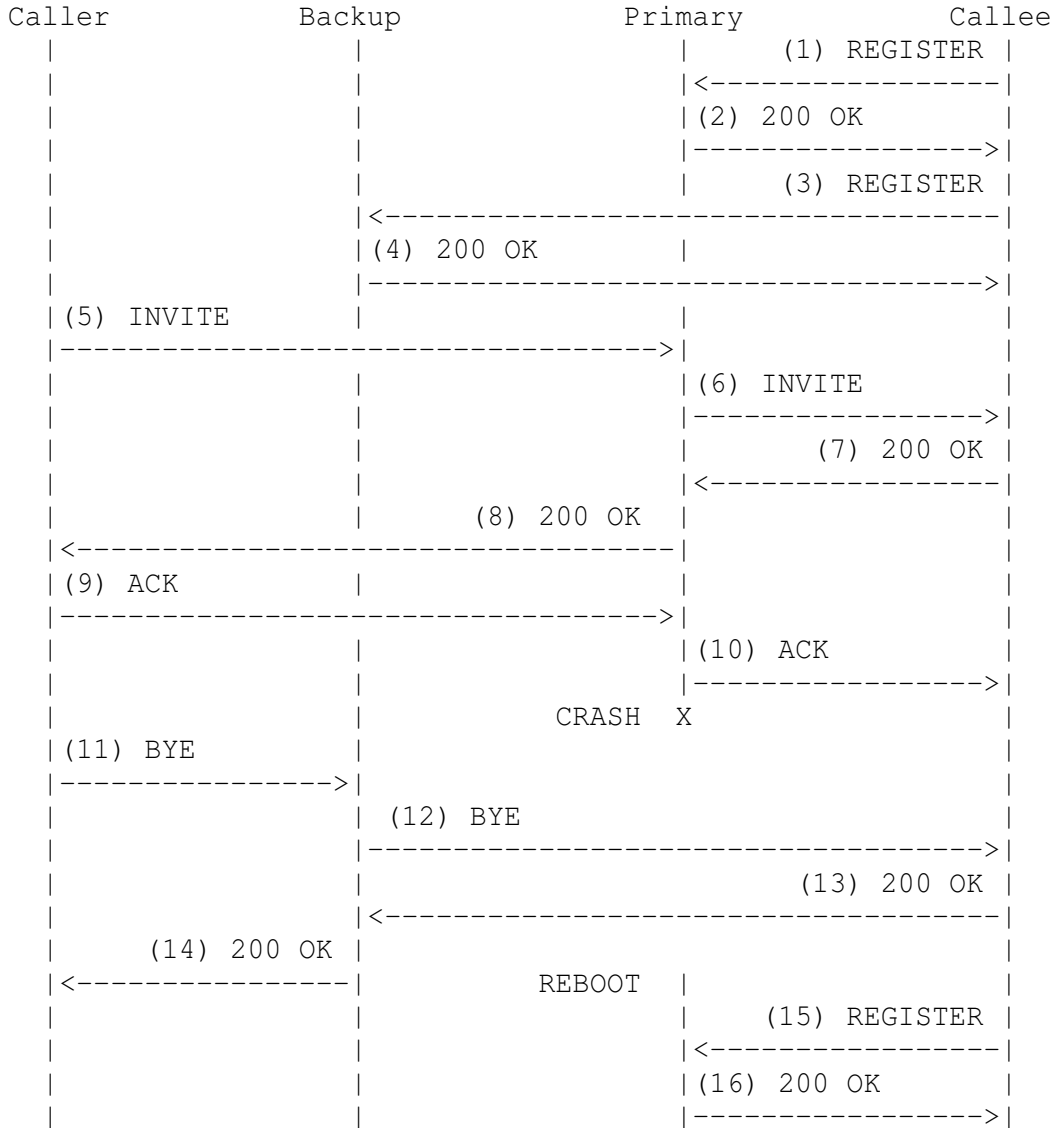 Caller Backup Primary Callee
(1) REGISTER
(2) 200 OK
(3) REGISTER
(4) 200 OK
(5) INVITE
(6) INVITE
(7) 200 OK
(8) 200 OK
(9) ACK
(10) ACK
CRASH X
(11) BYE
(12) BYE
(13) 200 OK
(14) 200 OK
REBOOT
(15) REGISTER
(16) 200 OK